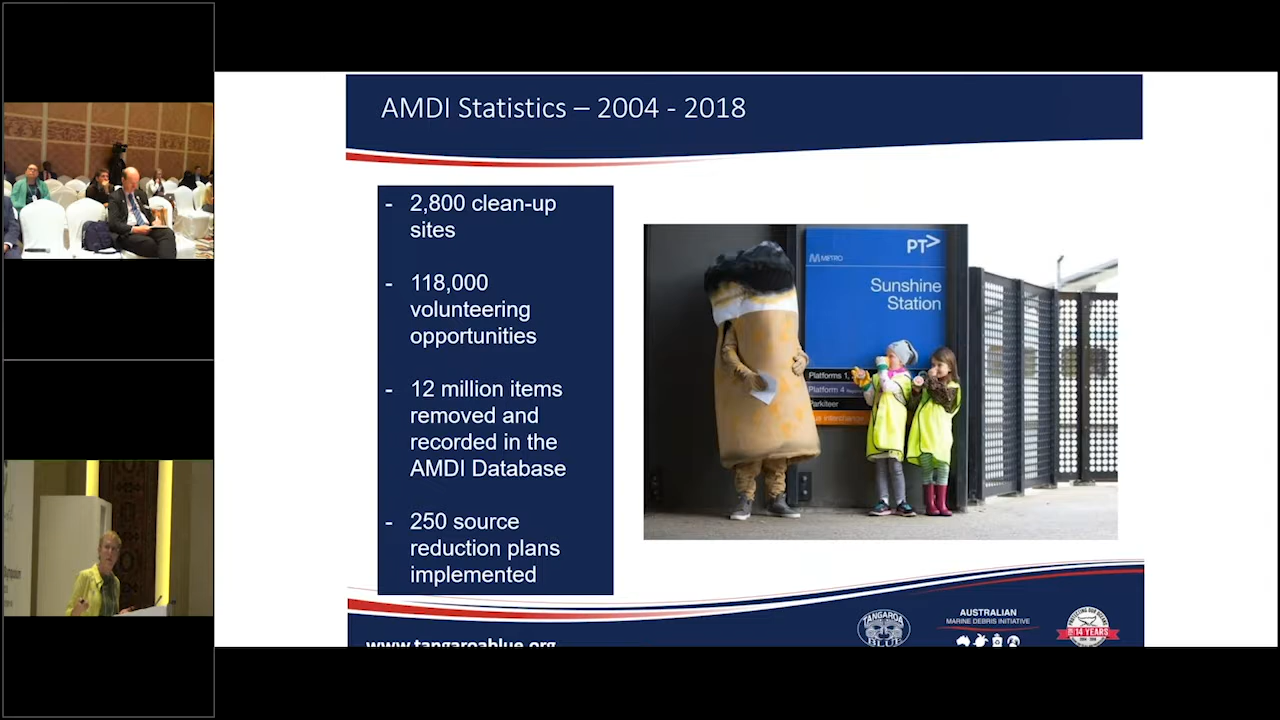 AMDI Statistics – 2004 - 2018
- 2,800 clean-up
sites
- 118,000
volunteering
opportunities
- 12 million items
removed and
recorded in the
AMDI Database
- 250 source
reduction plans
implemented
PT>
METRO
Sunshine
Station
Platforms 1,
Platform 4
Parkiteer
www.tangaroablue.org
TANGAROA
BLUE
AUSTRALIAN
MARINE DEBRIS INITIATIVE
14 YEARS